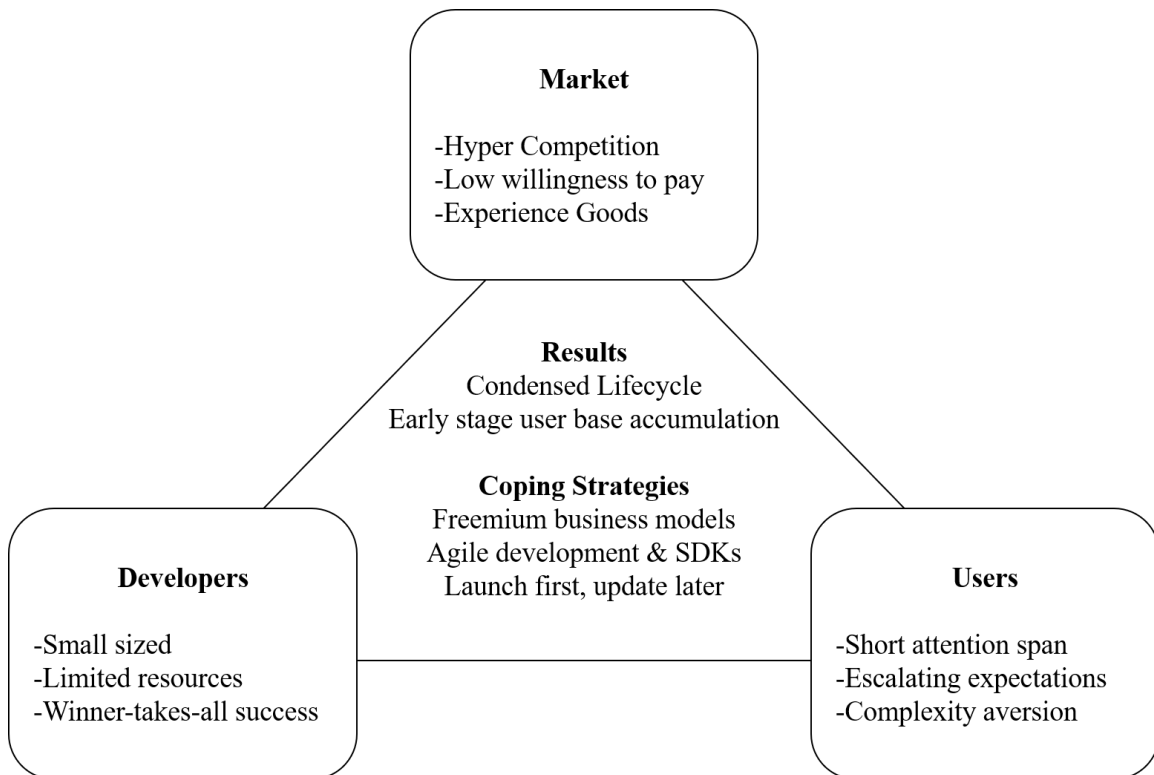 Market
-Hyper Competition
-Low willingness to pay
-Experience Goods
Results
Condensed Lifecycle
Early stage user base accumulation
Coping Strategies
Freemium business models
Agile development & SDKs
Launch first, update later
Developers
-Small sized
-Limited resources
-Winner-takes-all success
Users
-Short attention span
-Escalating expectations
-Complexity aversion